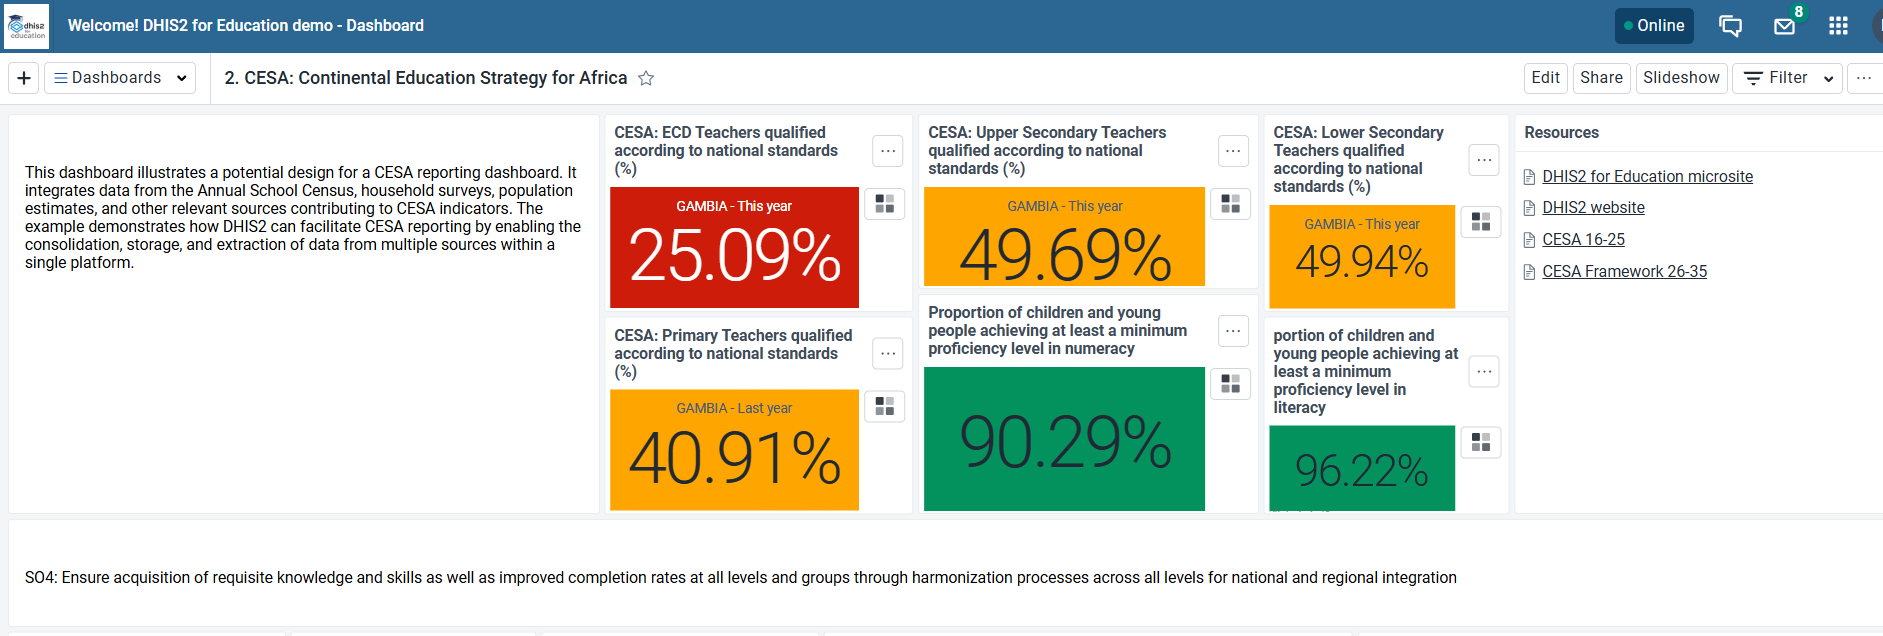 dhis2
for
education
Welcome! DHIS2 for Education demo - Dashboard
Online
8
+
Dashboards
2. CESA: Continental Education Strategy for Africa
Edit
Share
Slideshow
Filter
...
This dashboard illustrates a potential design for a CESA reporting dashboard. It
integrates data from the Annual School Census, household surveys, population
estimates, and other relevant sources contributing to CESA indicators. The
example demonstrates how DHIS2 can facilitate CESA reporting by enabling the
consolidation, storage, and extraction of data from multiple sources within a
single platform.
CESA: ECD Teachers qualified
according to national standards
(%)
GAMBIA - This year
25.09%
CESA: Primary Teachers qualified
according to national standards
(%)
GAMBIA - Last year
40.91%
CESA: Upper Secondary Teachers
qualified according to national
standards (%)
GAMBIA - This year
49.69%
Proportion of children and young
people achieving at least a minimum
proficiency level in numeracy
90.29%
CESA: Lower Secondary
Teachers qualified
according to national
standards (%)
GAMBIA - This year
49.94%
portion of children and
young people achieving at
least a minimum
proficiency level in
literacy
96.22%
Resources
DHIS2 for Education microsite
DHIS2 website
CESA 16-25
CESA Framework 26-35
SO4: Ensure acquisition of requisite knowledge and skills as well as improved completion rates at all levels and groups through harmonization processes across all levels for national and regional integration